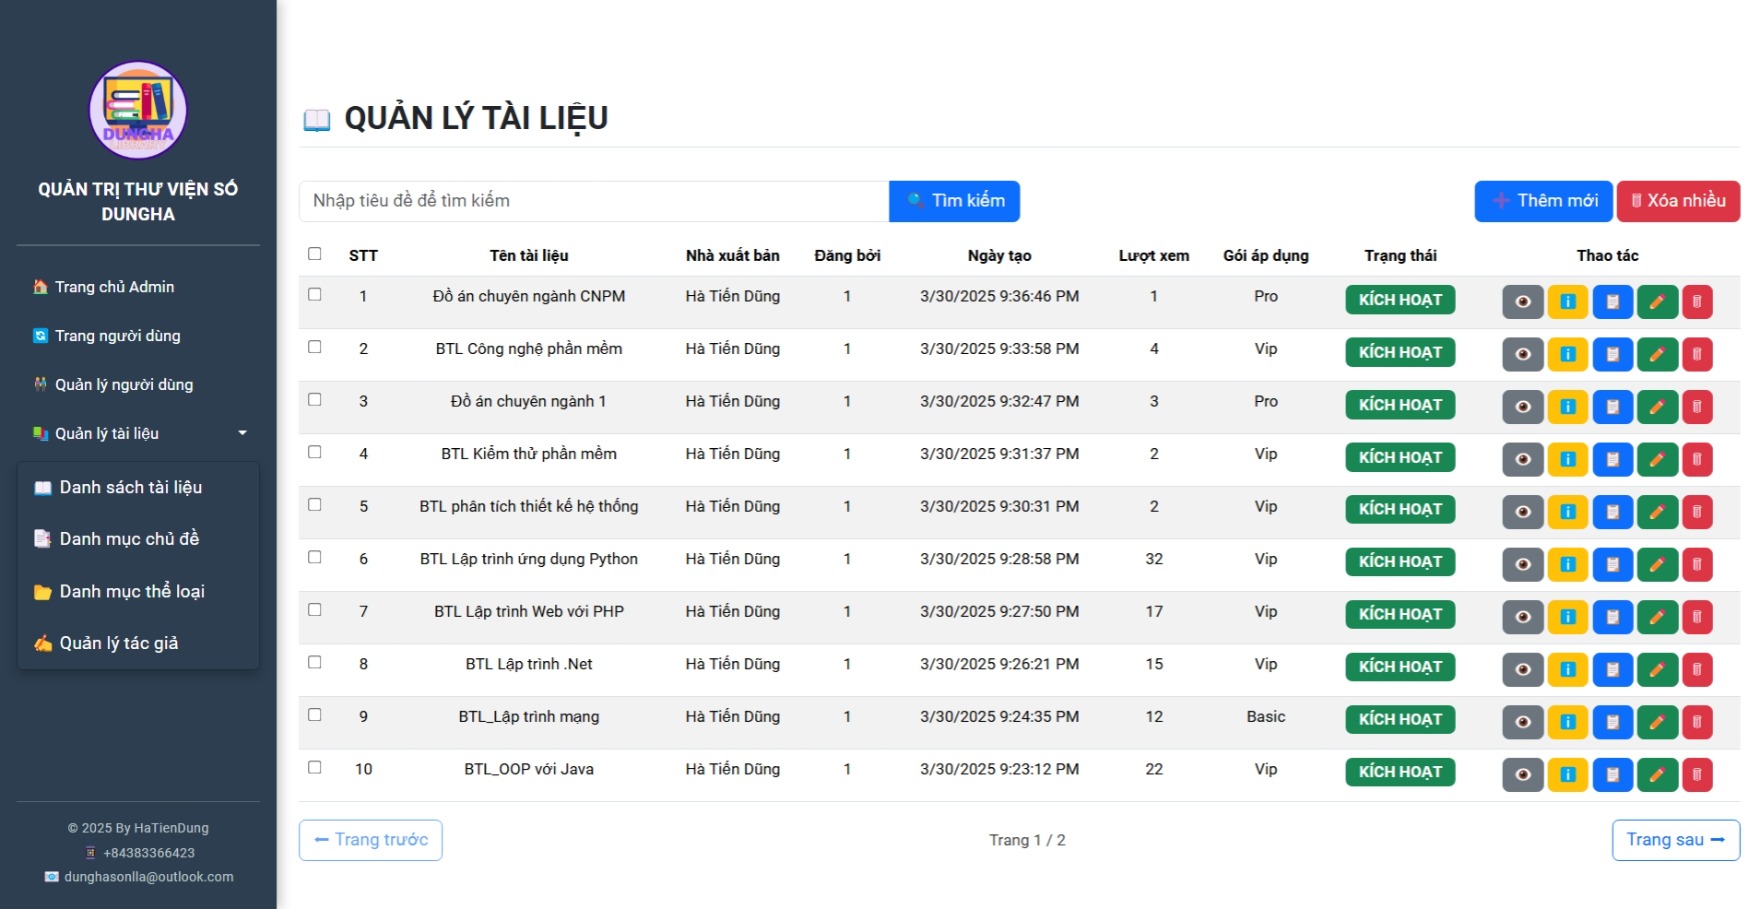 DUNGHA
LIBRARY
QUẢN TRỊ THƯ VIỆN SỐ
DUNGHA
Trang chủ Admin
Trang người dùng
Quản lý người dùng
Quản lý tài liệu
Danh sách tài liệu
Danh mục chủ đề
Danh mục thể loại
Quản lý tác giả
© 2025 By HaTienDung
+84383366423
dunghasonlla@outlook.com
QUẢN LÝ TÀI LIỆU
Nhập tiêu đề để tìm kiếm Tìm kiếm Thêm mới Xóa nhiều
STT Tên tài liệu Nhà xuất bản Đăng bởi Ngày tạo Lượt xem Gói áp dụng Trạng thái Thao tác
1 Đồ án chuyên ngành CNPM Hà Tiến Dũng 1 3/30/2025 9:36:46 PM 1 Pro KÍCH HOẠT
2 BTL Công nghệ phần mềm Hà Tiến Dũng 1 3/30/2025 9:33:58 PM 4 Vip KÍCH HOẠT
3 Đồ án chuyên ngành 1 Hà Tiến Dũng 1 3/30/2025 9:32:47 PM 3 Pro KÍCH HOẠT
4 BTL Kiểm thử phần mềm Hà Tiến Dũng 1 3/30/2025 9:31:37 PM 2 Vip KÍCH HOẠT
5 BTL phân tích thiết kế hệ thống Hà Tiến Dũng 1 3/30/2025 9:30:31 PM 2 Vip KÍCH HOẠT
6 BTL Lập trình ứng dụng Python Hà Tiến Dũng 1 3/30/2025 9:28:58 PM 32 Vip KÍCH HOẠT
7 BTL Lập trình Web với PHP Hà Tiến Dũng 1 3/30/2025 9:27:50 PM 17 Vip KÍCH HOẠT
8 BTL Lập trình .Net Hà Tiến Dũng 1 3/30/2025 9:26:21 PM 15 Vip KÍCH HOẠT
9 BTL_Lập trình mạng Hà Tiến Dũng 1 3/30/2025 9:24:35 PM 12 Basic KÍCH HOẠT
10 BTL_OOP với Java Hà Tiến Dũng 1 3/30/2025 9:23:12 PM 22 Vip KÍCH HOẠT
Trang trước Trang 1 / 2 Trang sau